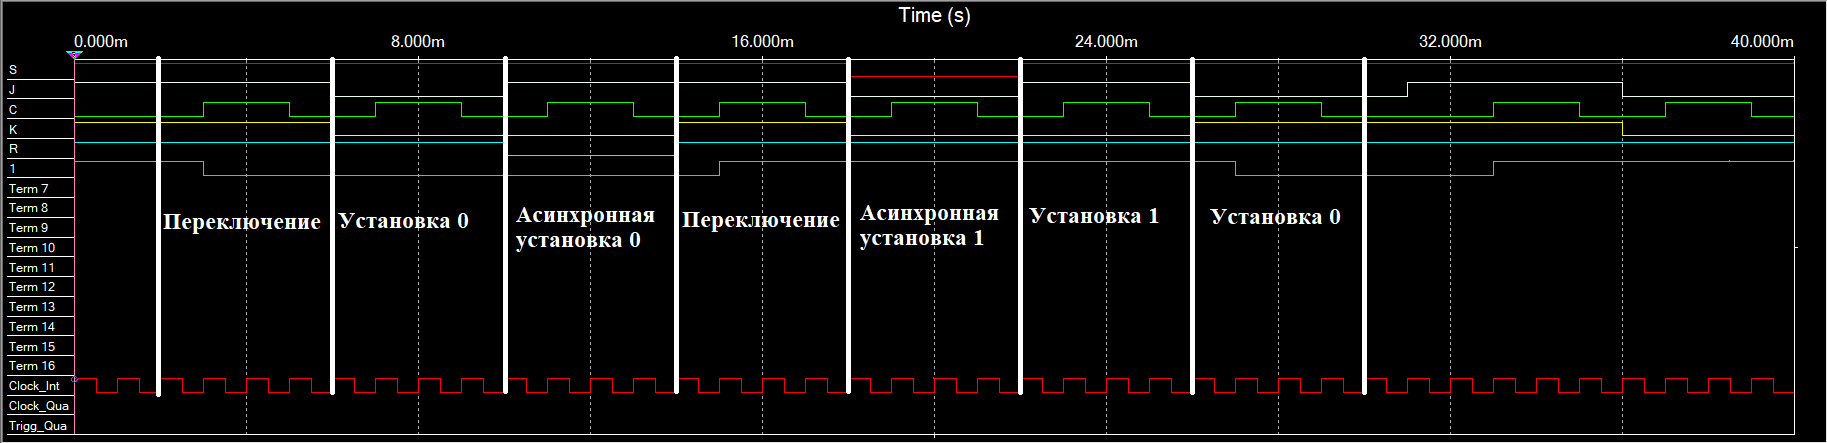 Time (s)
0.000m 8.000m 16.000m 24.000m 32.000m 40.000m
S
J
C
K
R
1
Term 7
Term 8
Term 9
Term 10
Term 11
Term 12
Term 13
Term 14
Term 15
Term 16
Clock_Int
Clock_Qua
Trigg_Qua
Переключение
Установка 0
Асинхронная
установка 0
Переключение
Асинхронная
установка 1
Установка 1
Установка 0